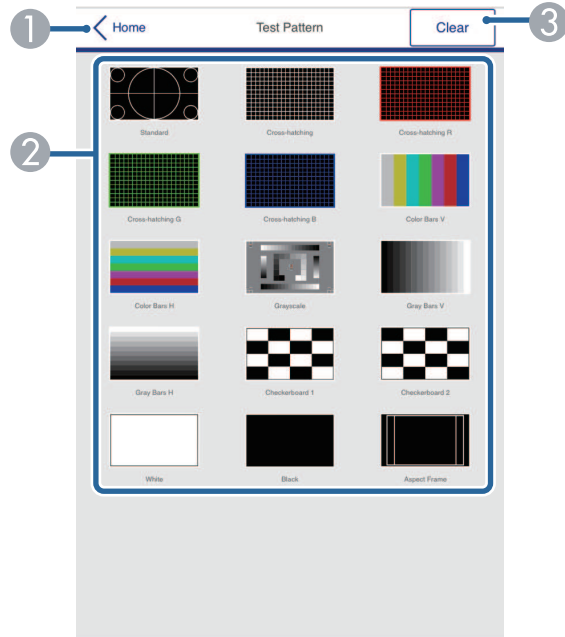 1 Home Test Pattern Clear 3
2
Standard Cross-hatching Cross-hatching R
Cross-hatching G Cross-hatching B Color Bars V
Color Bars H Grayscale Gray Bars V
Gray Bars H Checkerboard 1 Checkerboard 2
White Black Aspect Frame